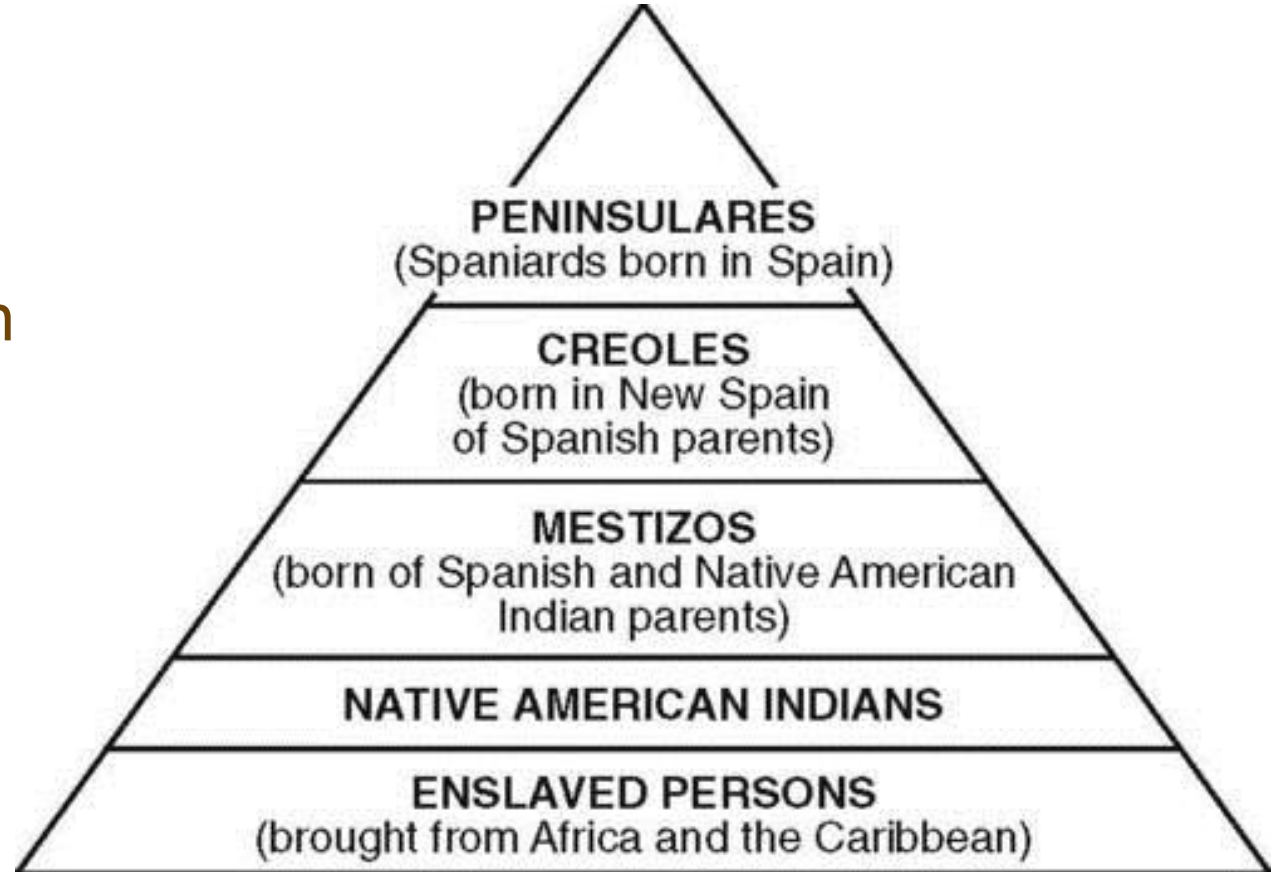 PENINSULARES
(Spaniards born in Spain)
n
CREOLES
(born in New Spain
of Spanish parents)
MESTIZOS
(born of Spanish and Native American
Indian parents)
NATIVE AMERICAN INDIANS
ENSLAVED PERSONS
(brought from Africa and the Caribbean)